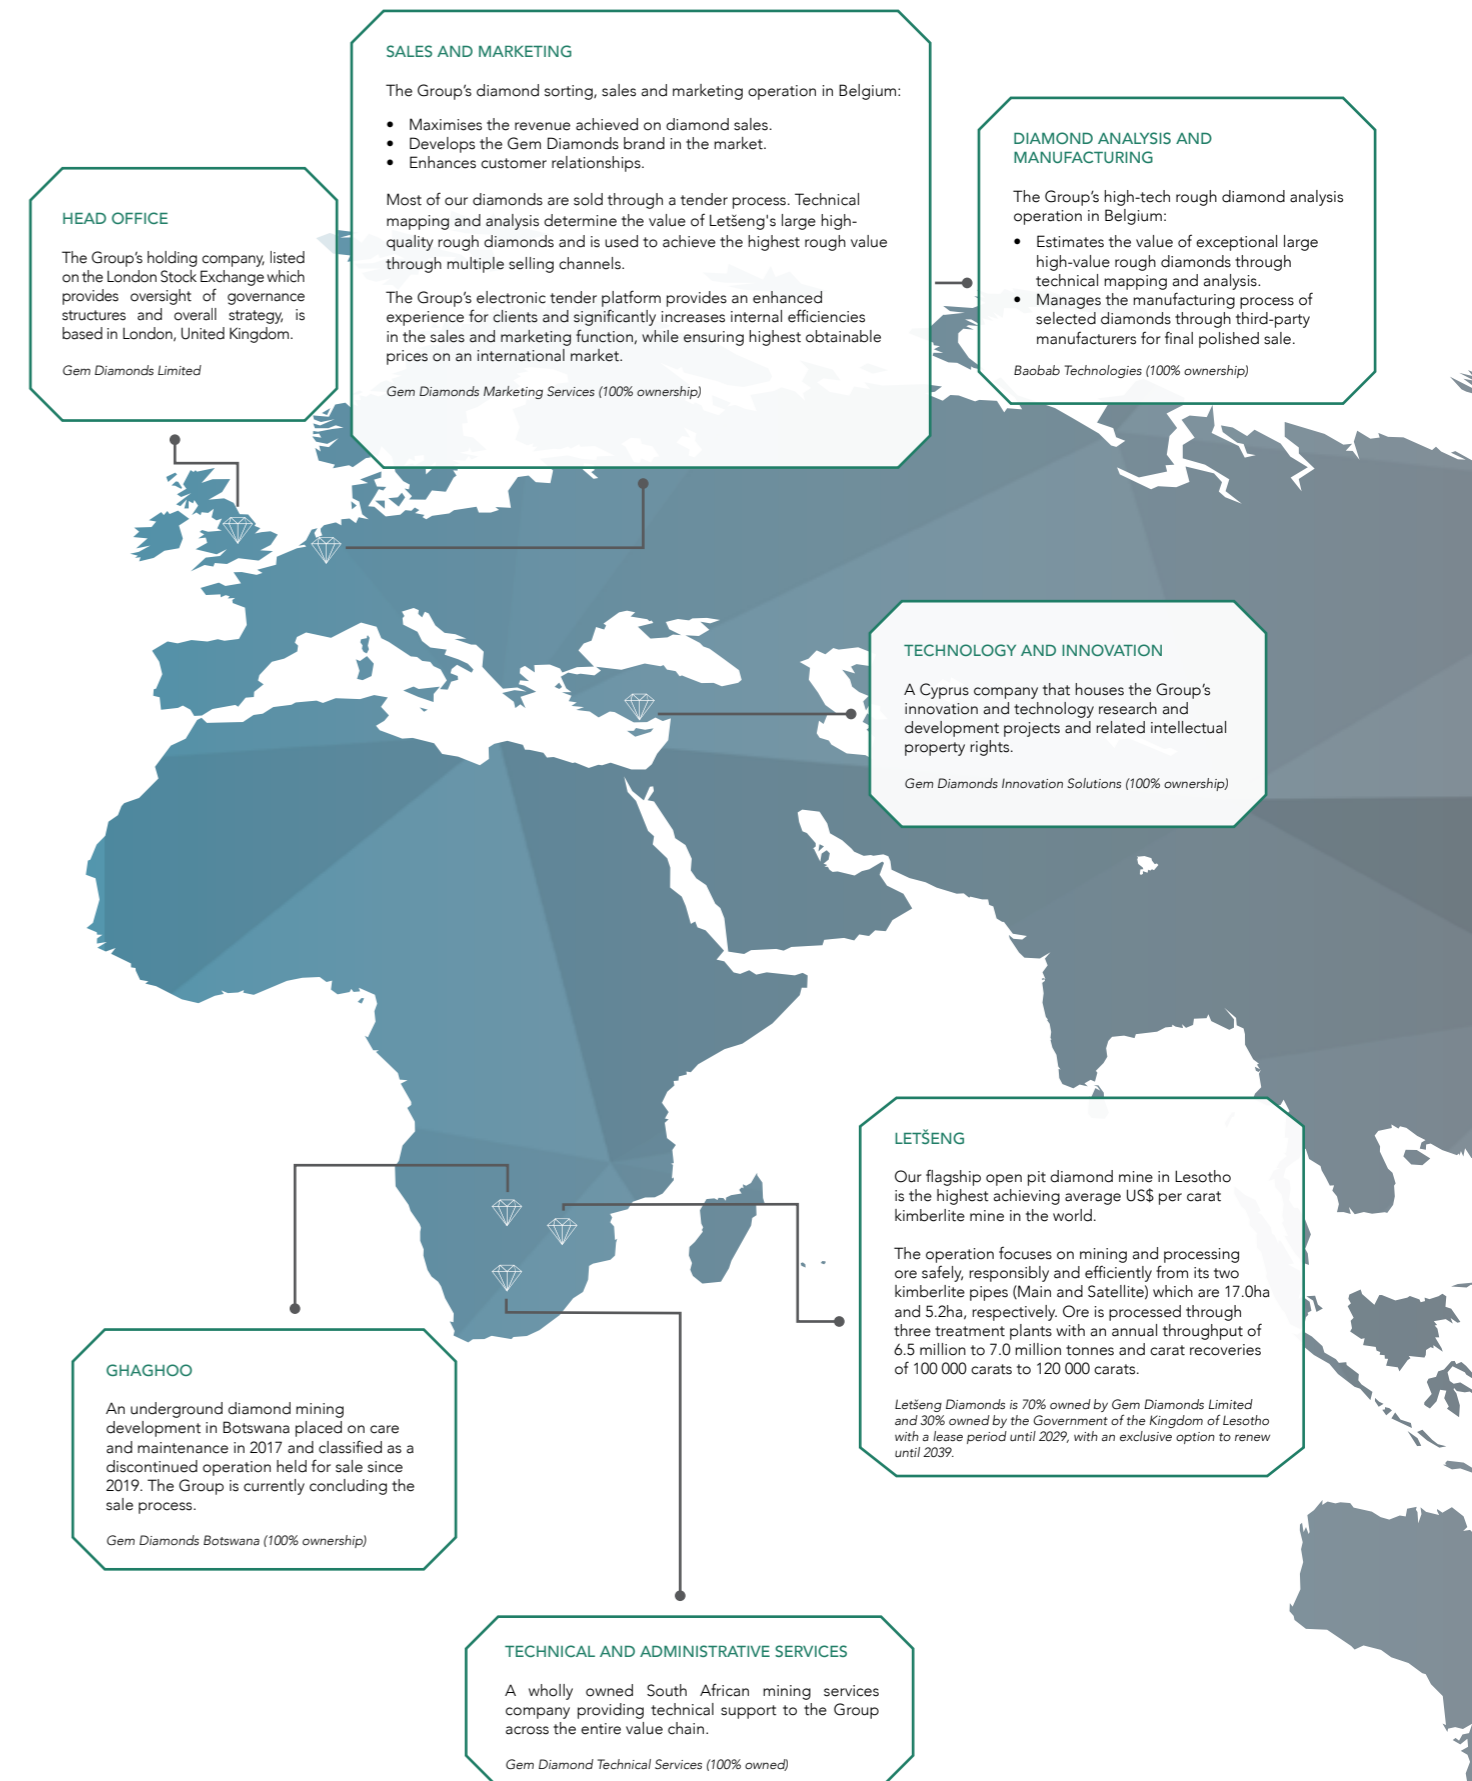 SALES AND MARKETING
The Group's diamond sorting, sales and marketing operation in Belgium:
• Maximises the revenue achieved on diamond sales.
• Develops the Gem Diamonds brand in the market.
• Enhances customer relationships.
Most of our diamonds are sold through a tender process. Technical
mapping and analysis determine the value of Letšeng's large high-
quality rough diamonds and is used to achieve the highest rough value
through multiple selling channels.
The Group's electronic tender platform provides an enhanced
experience for clients and significantly increases internal efficiencies
in the sales and marketing function, while ensuring highest obtainable
prices on an international market.
Gem Diamonds Marketing Services (100% ownership)
DIAMOND ANALYSIS AND
MANUFACTURING
The Group's high-tech rough diamond analysis
operation in Belgium:
• Estimates the value of exceptional large
high-value rough diamonds through
technical mapping and analysis.
• Manages the manufacturing process of
selected diamonds through third-party
manufacturers for final polished sale.
Baobab Technologies (100% ownership)
HEAD OFFICE
The Group's holding company, listed
on the London Stock Exchange which
provides oversight of governance
structures and overall strategy, is
based in London, United Kingdom.
Gem Diamonds Limited
TECHNOLOGY AND INNOVATION
A Cyprus company that houses the Group's
innovation and technology research and
development projects and related intellectual
property rights.
Gem Diamonds Innovation Solutions (100% ownership)
LETŠENG
Our flagship open pit diamond mine in Lesotho
is the highest achieving average US$ per carat
kimberlite mine in the world.
The operation focuses on mining and processing
ore safely, responsibly and efficiently from its two
kimberlite pipes (Main and Satellite) which are 17.0ha
and 5.2ha, respectively. Ore is processed through
three treatment plants with an annual throughput of
6.5 million to 7.0 million tonnes and carat recoveries
of 100 000 carats to 120 000 carats.
Letšeng Diamonds is 70% owned by Gem Diamonds Limited
and 30% owned by the Government of the Kingdom of Lesotho
with a lease period until 2029, with an exclusive option to renew
until 2039.
GHAGHOO
An underground diamond mining
development in Botswana placed on care
and maintenance in 2017 and classified as a
discontinued operation held for sale since
2019. The Group is currently concluding the
sale process.
Gem Diamonds Botswana (100% ownership)
TECHNICAL AND ADMINISTRATIVE SERVICES
A wholly owned South African mining services
company providing technical support to the Group
across the entire value chain.
Gem Diamond Technical Services (100% owned)